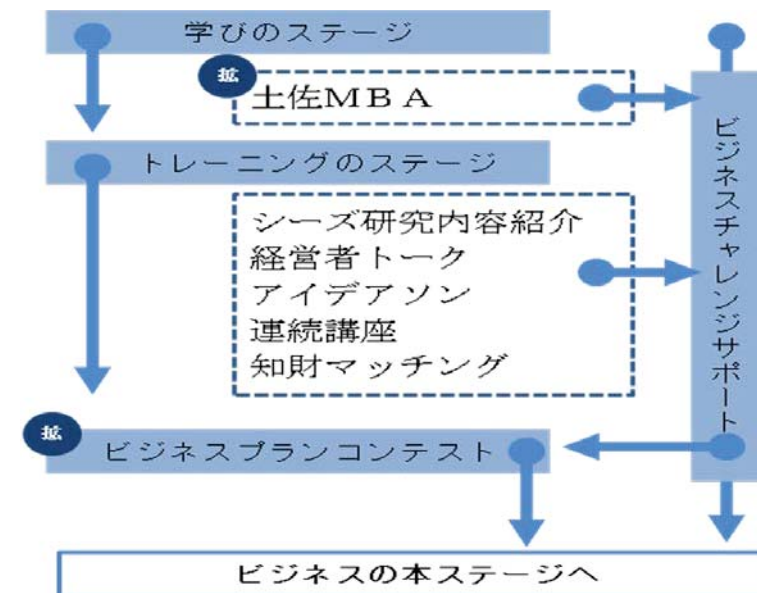 学びのステージ
拡
土佐MBA
トレーニングのステージ
シーズ研究内容紹介
経営者トーク
アイデアソン
連続講座
知財マッチング
ビジネスチャレンジサポート
拡
ビジネスプランコンテスト
ビジネスの本ステージへ